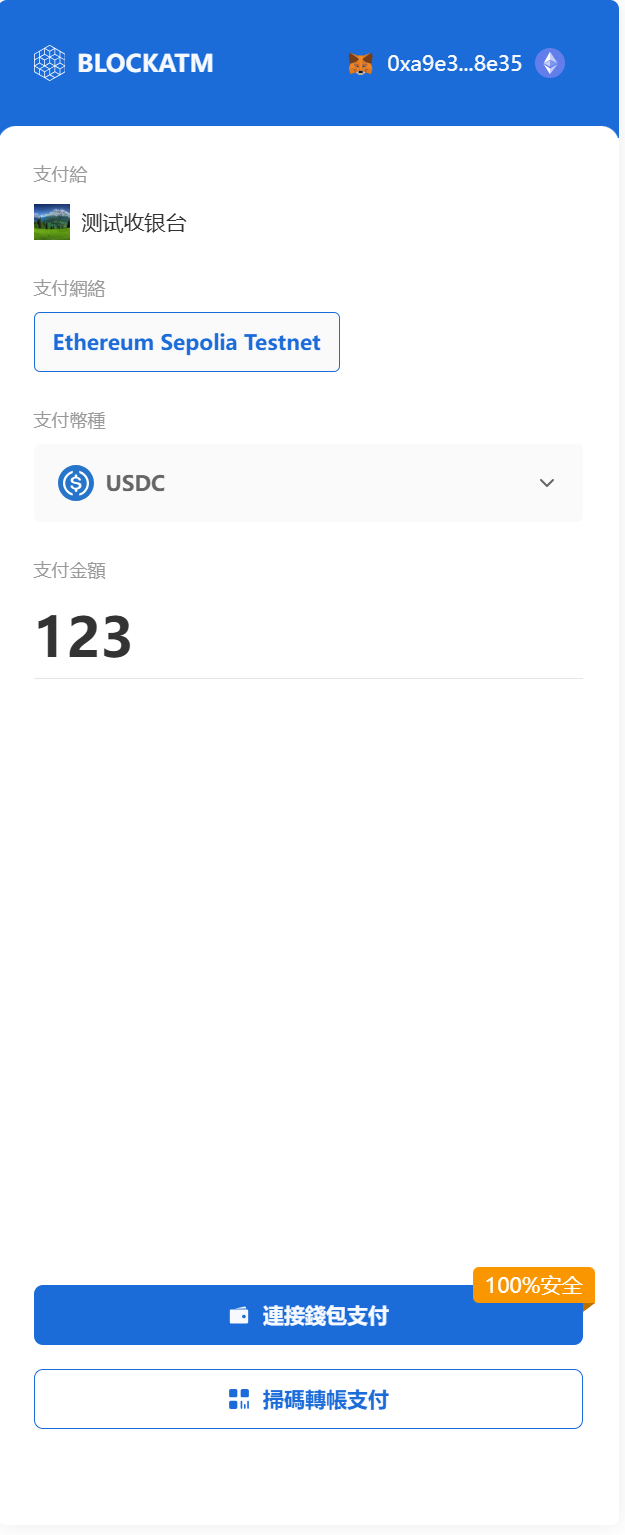 BLOCKATM
0xa9e3...8e35
支付給
测试收银台
支付網絡
Ethereum Sepolia Testnet
支付幣種
USDC
支付金額
123
100%安全
連接錢包支付
掃碼轉帳支付